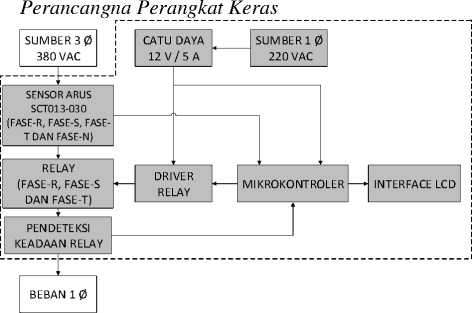 Perancangna Perangkat Keras
SUMBER 3 Ø
380 VAC
CATU DAYA
12 V / 5 A
SUMBER 1 Ø
220 VAC
SENSOR ARUS
SCT013-030
(FASE-R, FASE-S, FASE-
T DAN FASE-N)
RELAY
(FASE-R, FASE-S
DAN FASE-T)
DRIVER
RELAY
MIKROKONTROLER
INTERFACE LCD
PENDETEKSI
KEADAAN RELAY
BEBAN 1 Ø